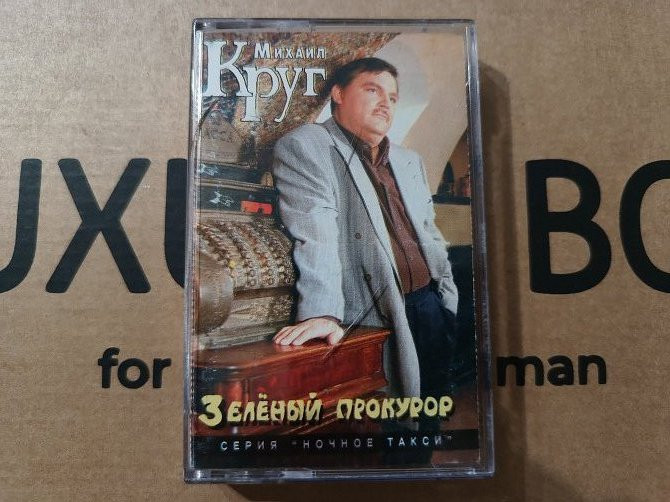 Михаил
Круг
UXU BO
for man
Зелёный прокурор
СЕРИЯ "НОЧНОЕ ТАКСИ"